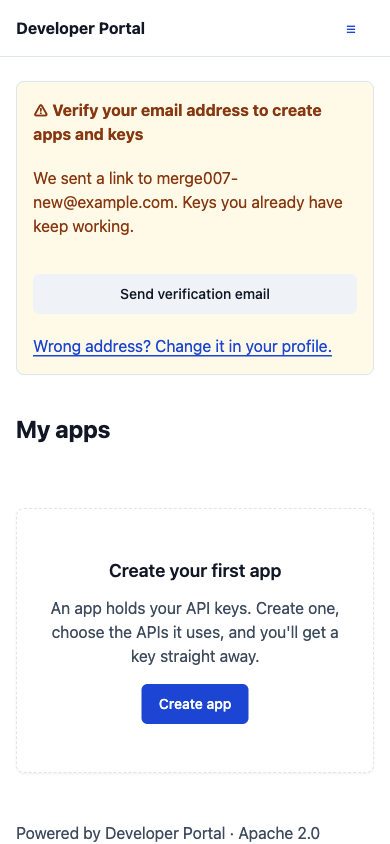 Developer Portal
Verify your email address to create
apps and keys
We sent a link to merge007-
new@example.com. Keys you already have
keep working.
Send verification email
Wrong address? Change it in your profile.
My apps
Create your first app
An app holds your API keys. Create one,
choose the APIs it uses, and you'll get a
key straight away.
Create app
Powered by Developer Portal · Apache 2.0